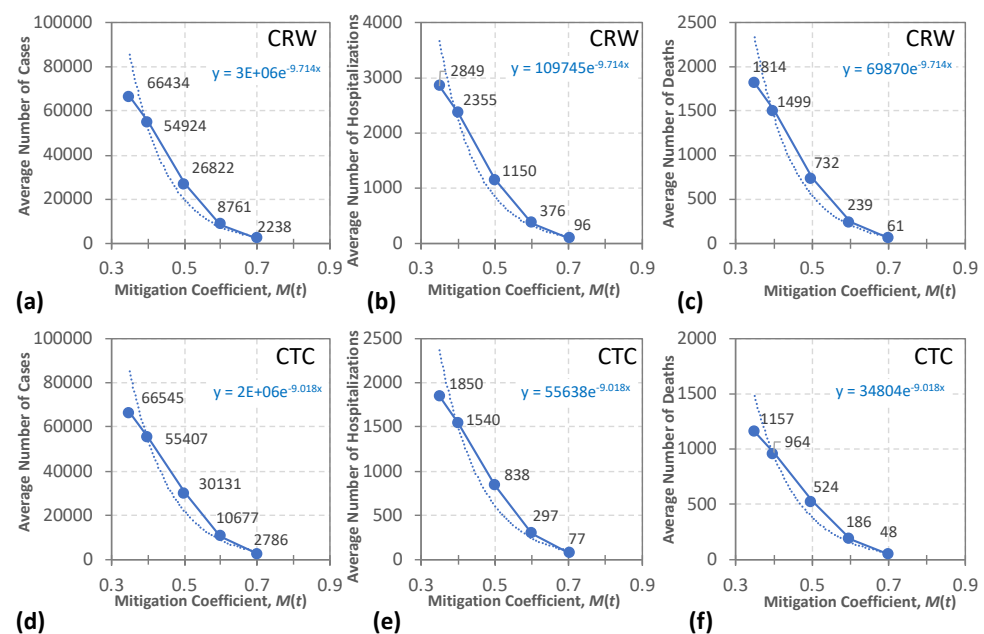 CRW
y = 3E+06e^-9.714x
Average Number of Cases
100000
80000
60000
40000
20000
0
66434
54924
26822
8761
2238
0.3 0.5 0.7 0.9
(a) Mitigation Coefficient, M(t)
CRW
y = 109745e^-9.714x
Average Number of Hospitalizations
4000
3000
2000
1000
0
2849
2355
1150
376
96
0.3 0.5 0.7 0.9
(b) Mitigation Coefficient, M(t)
CRW
y = 69870e^-9.714x
Average Number of Deaths
2500
2000
1500
1000
500
0
1814
1499
732
239
61
0.3 0.5 0.7 0.9
(c) Mitigation Coefficient, M(t)
CTC
y = 2E+06e^-9.018x
Average Number of Cases
100000
80000
60000
40000
20000
0
66545
55407
30131
10677
2786
0.3 0.5 0.7 0.9
(d) Mitigation Coefficient, M(t)
CTC
y = 55638e^-9.018x
Average Number of Hospitalizations
2500
2000
1500
1000
500
0
1850
1540
838
297
77
0.3 0.5 0.7 0.9
(e) Mitigation Coefficient, M(t)
CTC
y = 34804e^-9.018x
Average Number of Deaths
2000
1500
1000
500
0
1157
964
524
186
48
0.3 0.5 0.7 0.9
(f) Mitigation Coefficient, M(t)